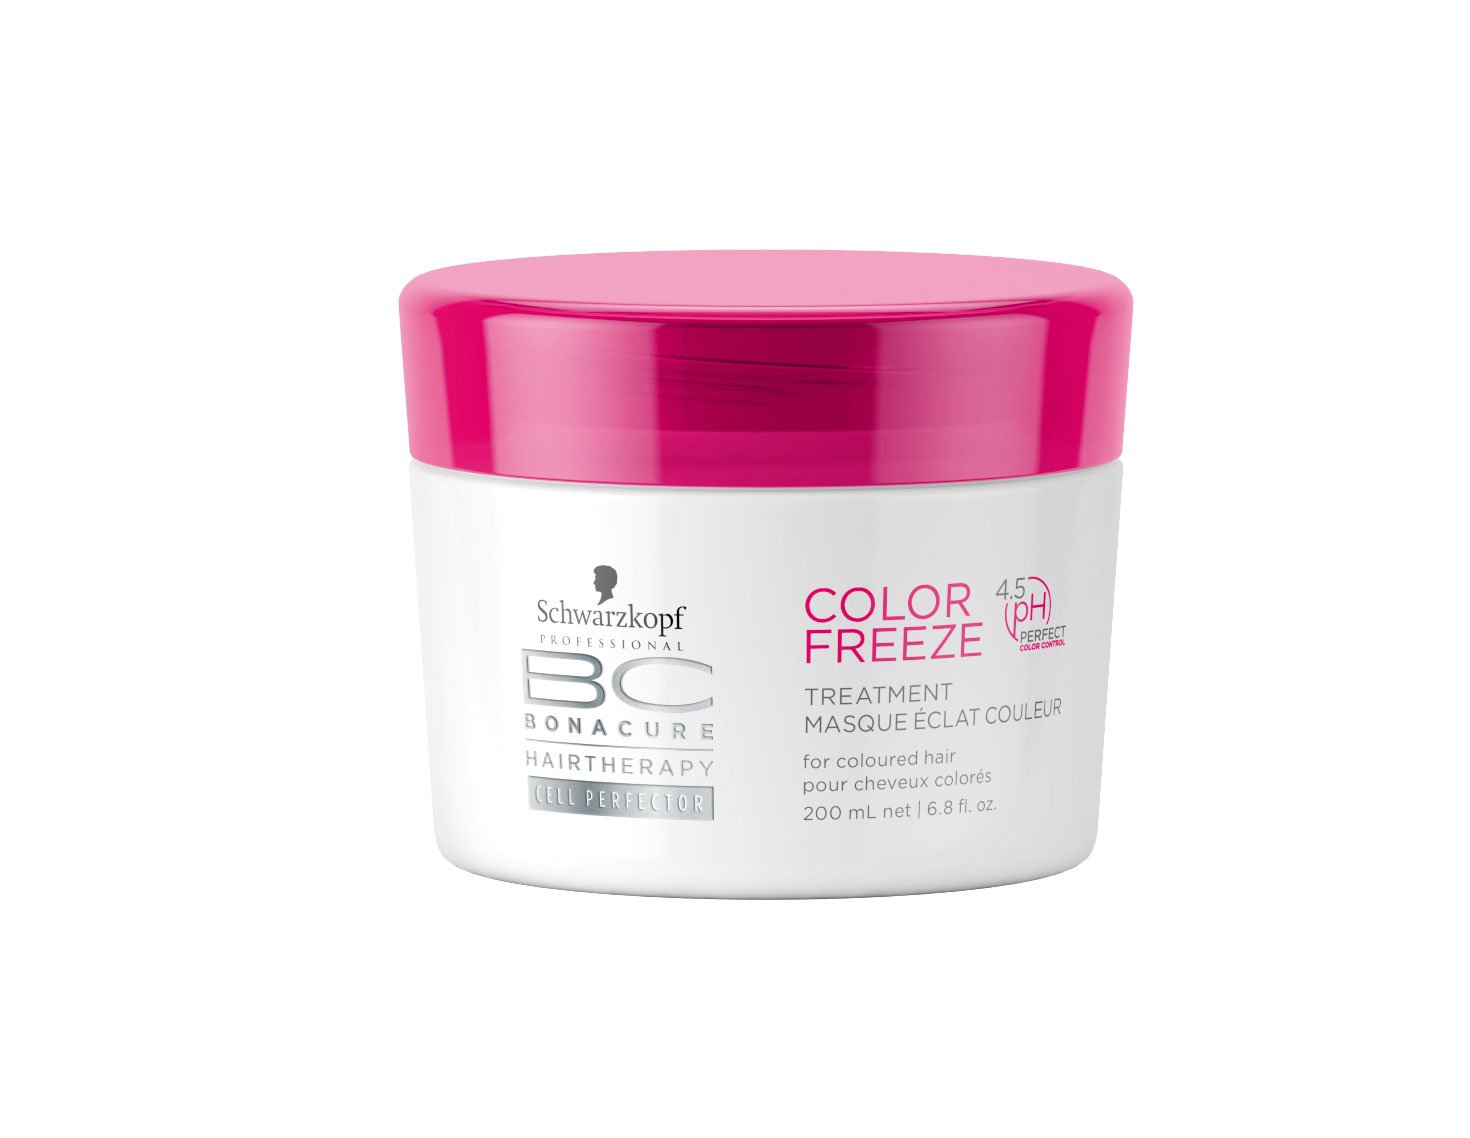 Schwarzkopf
PROFESSIONAL
BC
BONACURE
HAIRTHERAPY
CELL PERFECTOR
COLOR
FREEZE
4.5
pH
PERFECT
COLOR CONTROL
TREATMENT
MASQUE ÉCLAT COULEUR
for coloured hair
pour cheveux colorés
200 mL net | 6.8 fl. oz.